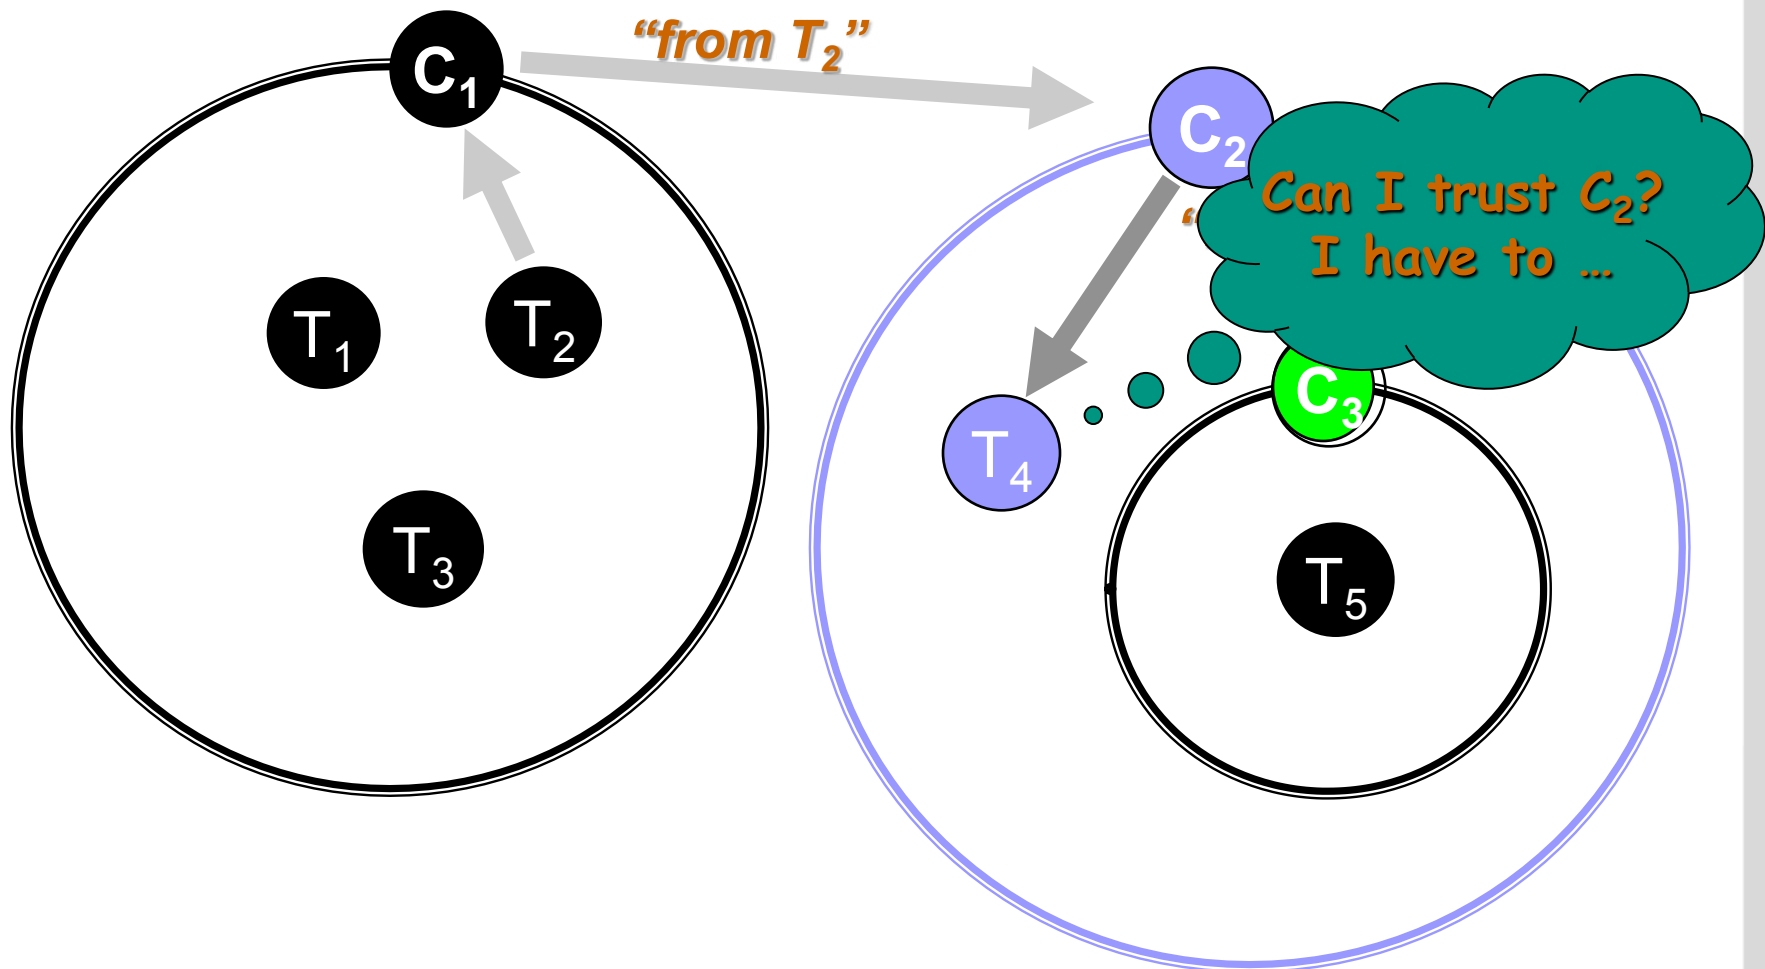 “from T₂”
C₁
C₂
“
Can I trust C₂?
I have to ...
T₁
T₂
C₃
T₄
T₃
T₅